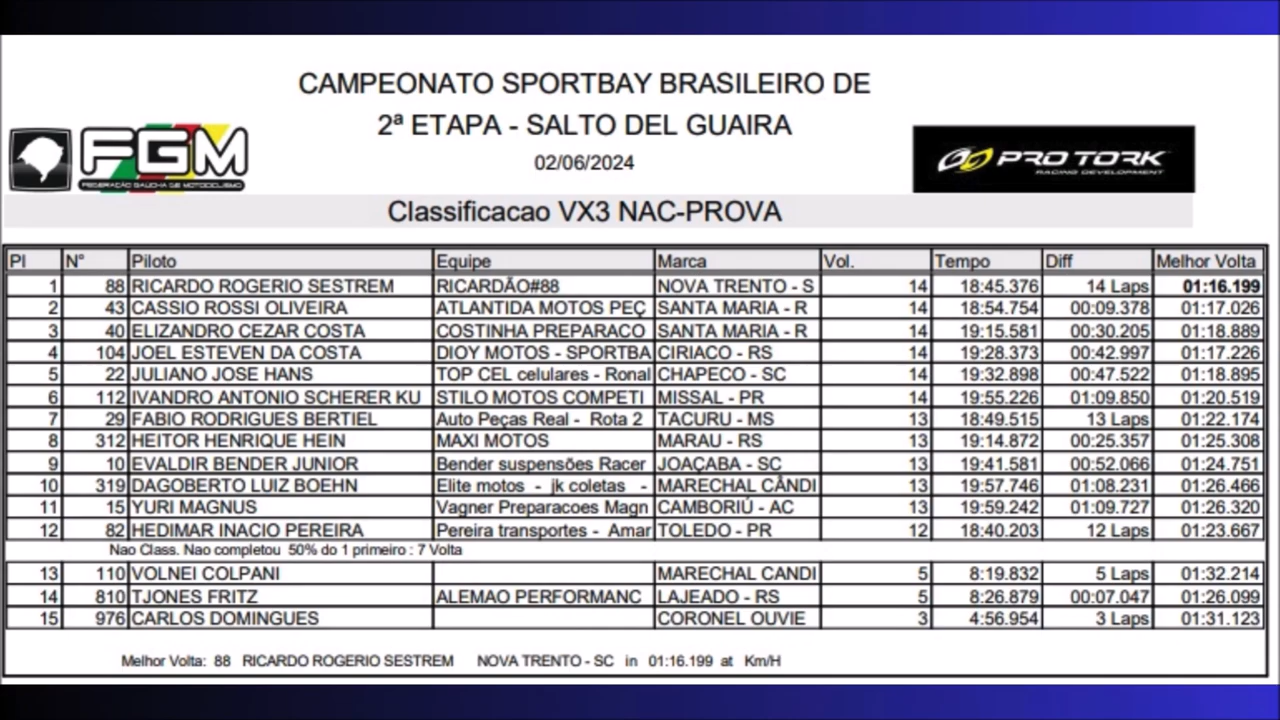 CAMPEONATO SPORTBAY BRASILEIRO DE
2ª ETAPA - SALTO DEL GUAIRA
02/06/2024
FGM
FEDERAÇÃO GAÚCHA DE MOTOCICLISMO
PRO TORK
RACING DEVELOPMENT
Classificacao VX3 NAC-PROVA
Pl N° Piloto Equipe Marca Vol. Tempo Diff Melhor Volta
1 88 RICARDO ROGERIO SESTREM RICARDÃO#88 NOVA TRENTO - S 14 18:45.376 14 Laps 01:16.199
2 43 CASSIO ROSSI OLIVEIRA ATLANTIDA MOTOS PEÇ SANTA MARIA - R 14 18:54.754 00:09.378 01:17.026
3 40 ELIZANDRO CEZAR COSTA COSTINHA PREPARACO SANTA MARIA - R 14 19:15.581 00:30.205 01:18.889
4 104 JOEL ESTEVEN DA COSTA DIOY MOTOS - SPORTBA CIRIACO - RS 14 19:28.373 00:42.997 01:17.226
5 22 JULIANO JOSE HANS TOP CEL celulares - Ronal CHAPECO - SC 14 19:32.898 00:47.522 01:18.895
6 112 IVANDRO ANTONIO SCHERER KU STILO MOTOS COMPETI MISSAL - PR 14 19:55.226 01:09.850 01:20.519
7 29 FABIO RODRIGUES BERTIEL Auto Peças Real - Rota 2 TACURU - MS 13 18:49.515 13 Laps 01:22.174
8 312 HEITOR HENRIQUE HEIN MAXI MOTOS MARAU - RS 13 19:14.872 00:25.357 01:25.308
9 10 EVALDIR BENDER JUNIOR Bender suspensões Racer JOAÇABA - SC 13 19:41.581 00:52.066 01:24.751
10 319 DAGOBERTO LUIZ BOEHN Elite motos - jk coletas - MARECHAL CÂNDI 13 19:57.746 01:08.231 01:26.466
11 15 YURI MAGNUS Vagner Preparacoes Magn CAMBORIÚ - AC 13 19:59.242 01:09.727 01:26.320
12 82 HEDIMAR INACIO PEREIRA Pereira transportes - Amar TOLEDO - PR 12 18:40.203 12 Laps 01:23.667
Nao Class. Nao completou 50% do 1 primeiro : 7 Volta
13 110 VOLNEI COLPANI MARECHAL CANDI 5 8:19.832 5 Laps 01:32.214
14 810 TJONES FRITZ ALEMAO PERFORMANC LAJEADO - RS 5 8:26.879 00:07.047 01:26.099
15 976 CARLOS DOMINGUES CORONEL OUVIE 3 4:56.954 3 Laps 01:31.123
Melhor Volta: 88 RICARDO ROGERIO SESTREM NOVA TRENTO - SC in 01:16.199 at Km/H